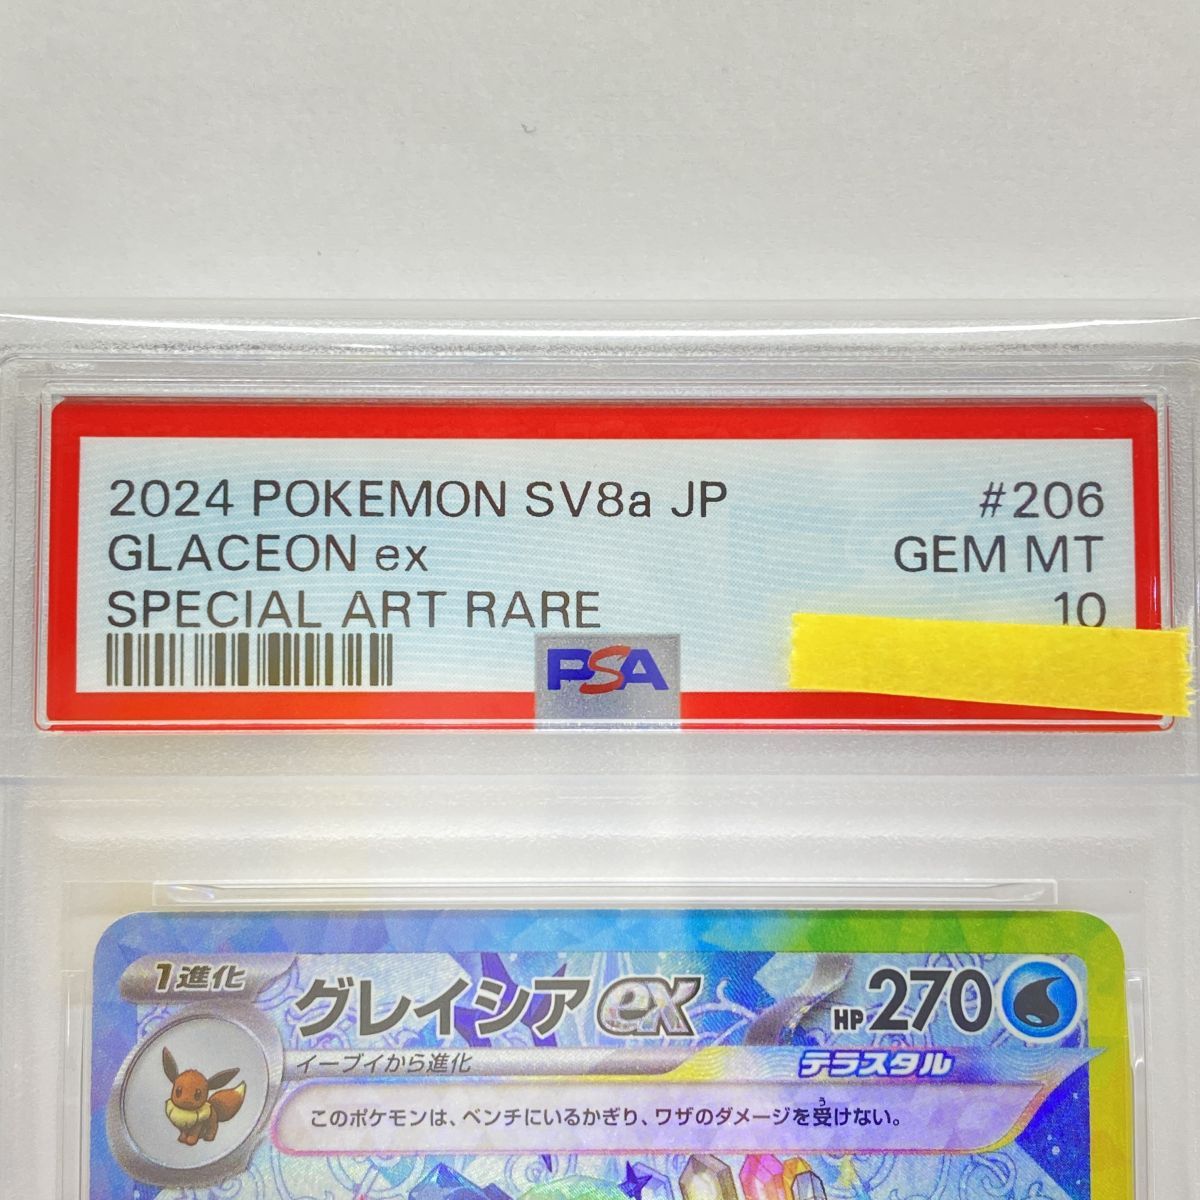 2024 POKEMON SV8a JP #206
GLACEON ex GEM MT
SPECIAL ART RARE 10
PSA
1進化 グレイシアex HP270
イーブイから進化 テラスタル
このポケモンは、ベンチにいるかぎり、ワザのダメージを受けない。